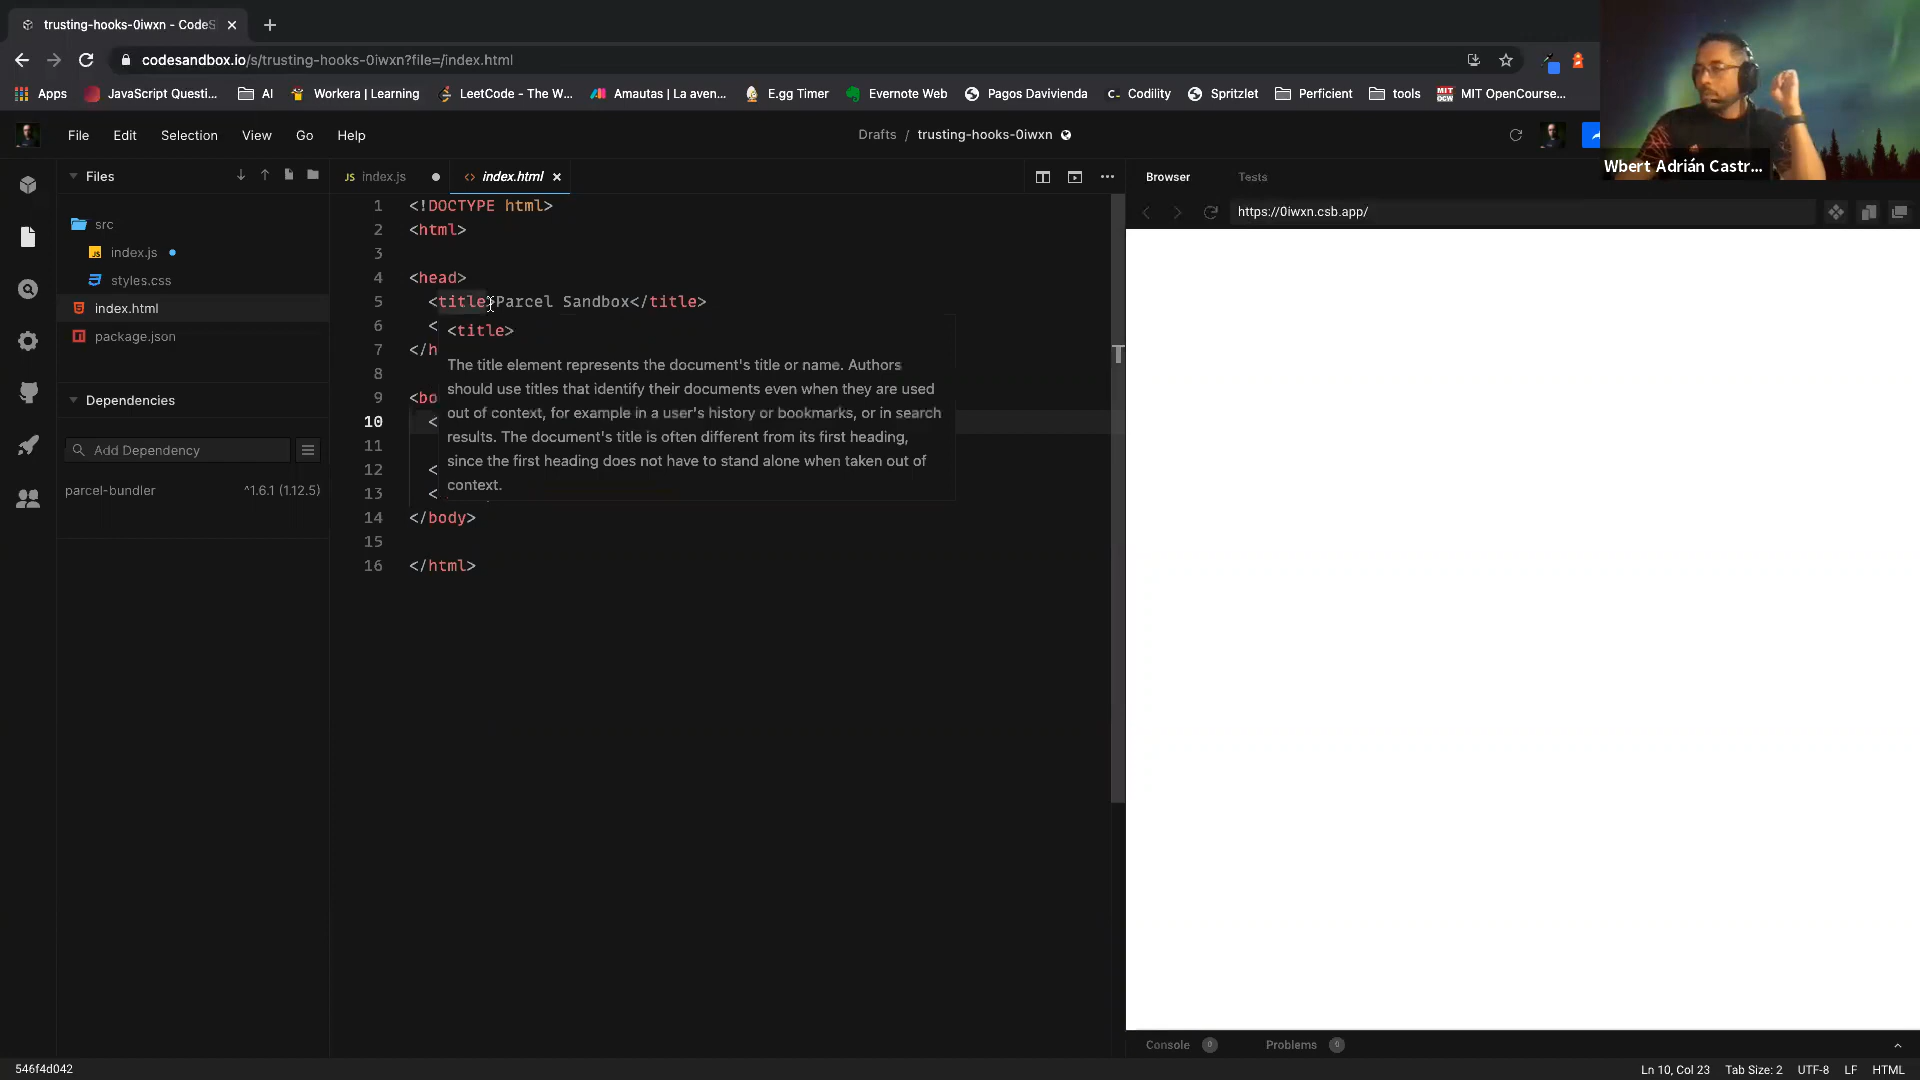 trusting-hooks-0iwxn - CodeS
codesandbox.io/s/trusting-hooks-0iwxn?file=/index.html
Apps JavaScript Questi... AI Workera | Learning LeetCode - The W... Amautas | La aven... E.gg Timer Evernote Web Pagos Davivienda Codility Spritzlet Perficient tools MIT OpenCourse...
File Edit Selection View Go Help
Drafts / trusting-hooks-0iwxn
Wbert Adrián Castr...
Files
src
index.js
styles.css
index.html
package.json
Dependencies
Add Dependency
parcel-bundler ^1.6.1 (1.12.5)
JS index.js <> index.html
1 <!DOCTYPE html>
2 <html>
3
4 <head>
5 <title>Parcel Sandbox</title>
6 <
7 </h
8
9 <bo
10 <
11
12 <
13 <
14 </body>
15
16 </html>
<title>
The title element represents the document's title or name. Authors
should use titles that identify their documents even when they are used
out of context, for example in a user's history or bookmarks, or in search
results. The document's title is often different from its first heading,
since the first heading does not have to stand alone when taken out of
context.
Browser Tests
https://0iwxn.csb.app/
Console 0 Problems 0
546f4d042
Ln 10, Col 23 Tab Size: 2 UTF-8 LF HTML